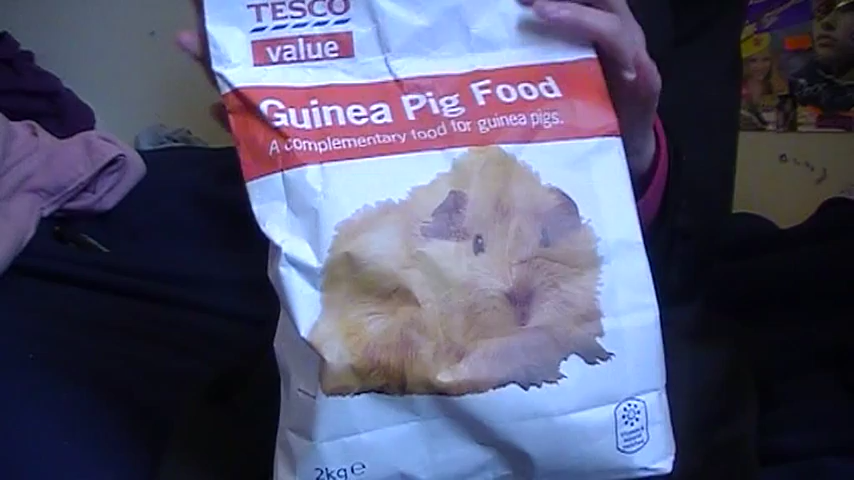 TESCO
value
Guinea Pig Food
A complementary food for guinea pigs.
2kg e